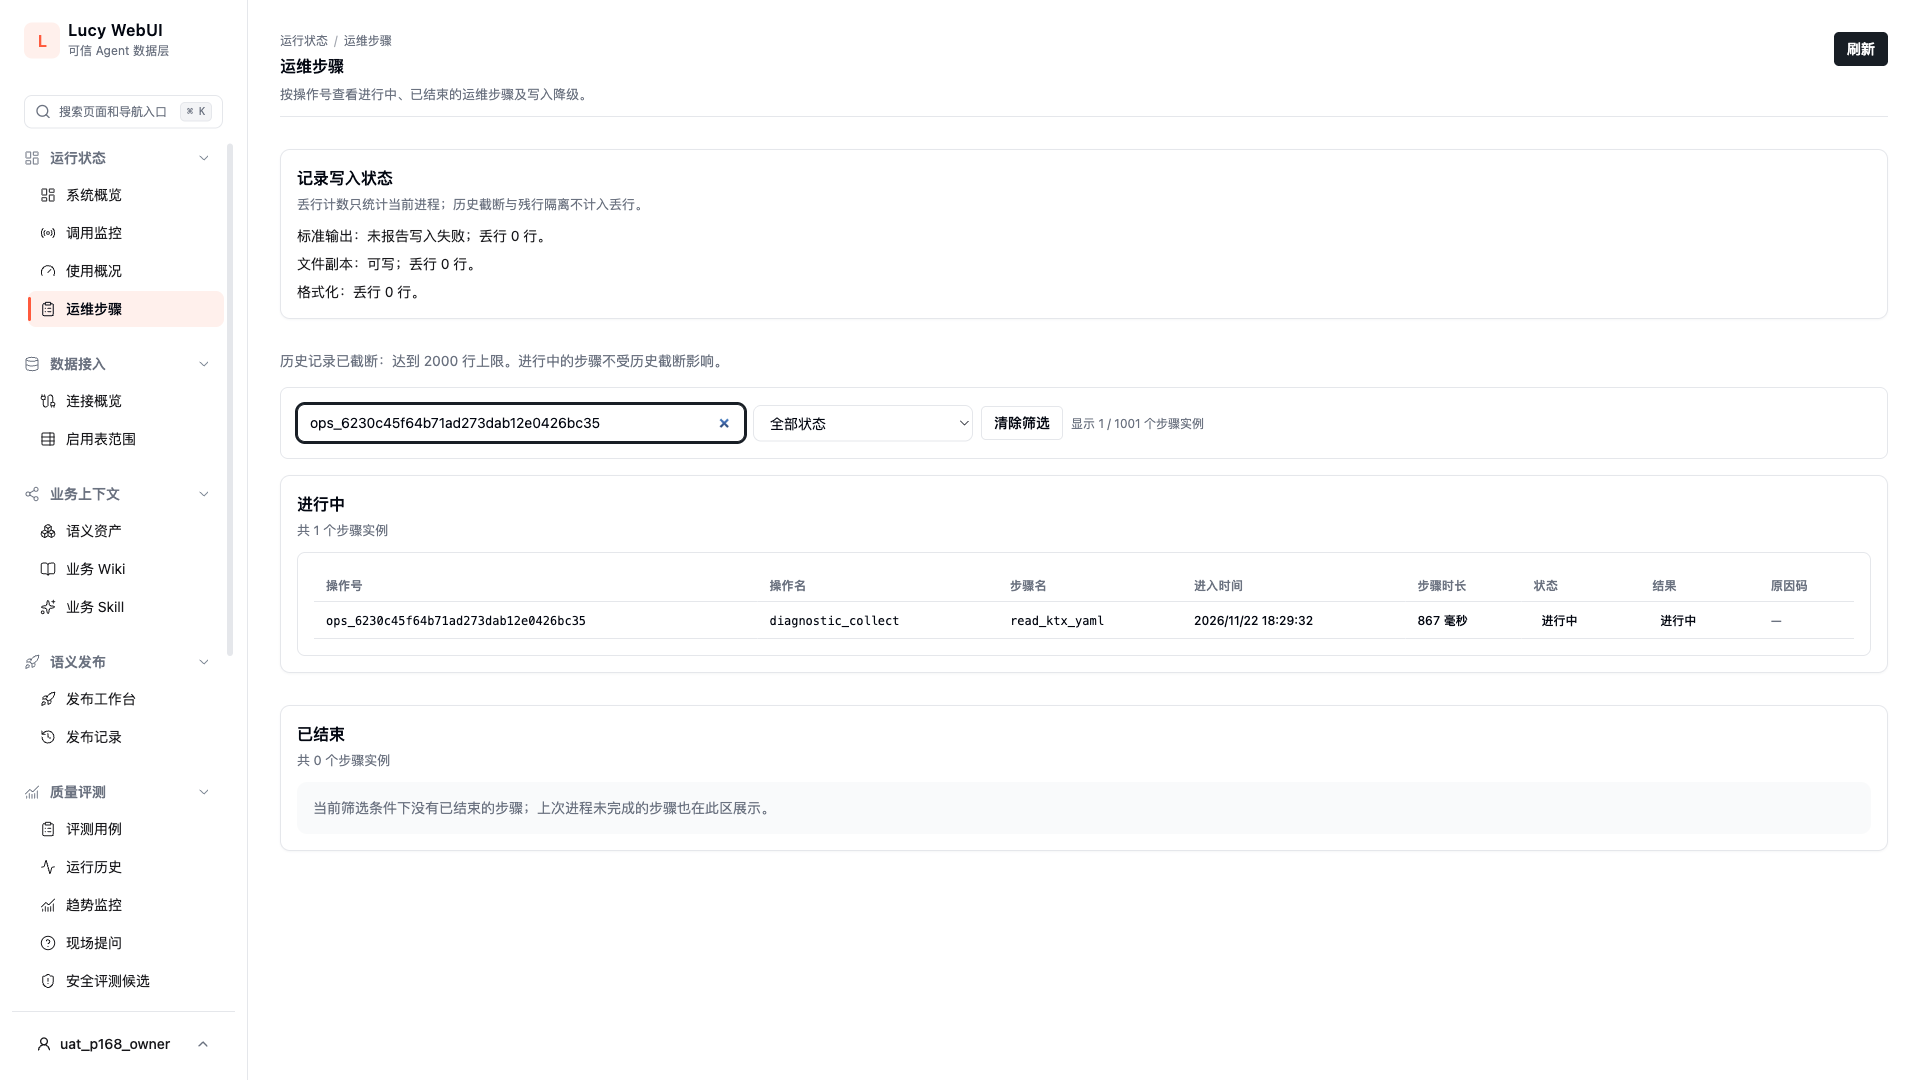 L
Lucy WebUI
可信 Agent 数据层
搜索页面和导航入口 ⌘ K
运行状态
系统概览
调用监控
使用概况
运维步骤
数据接入
连接概览
启用表范围
业务上下文
语义资产
业务 Wiki
业务 Skill
语义发布
发布工作台
发布记录
质量评测
评测用例
运行历史
趋势监控
现场提问
安全评测候选
uat_p168_owner
运行状态 / 运维步骤
运维步骤
按操作号查看进行中、已结束的运维步骤及写入降级。
刷新
记录写入状态
丢行计数只统计当前进程；历史截断与残行隔离不计入丢行。
标准输出：未报告写入失败；丢行 0 行。
文件副本：可写；丢行 0 行。
格式化：丢行 0 行。
历史记录已截断：达到 2000 行上限。进行中的步骤不受历史截断影响。
ops_6230c45f64b71ad273dab12e0426bc35 全部状态 清除筛选 显示 1 / 1001 个步骤实例
进行中
共 1 个步骤实例
操作号 操作名 步骤名 进入时间 步骤时长 状态 结果 原因码
ops_6230c45f64b71ad273dab12e0426bc35 diagnostic_collect read_ktx_yaml 2026/11/22 18:29:32 867 毫秒 进行中 进行中 —
已结束
共 0 个步骤实例
当前筛选条件下没有已结束的步骤；上次进程未完成的步骤也在此区展示。